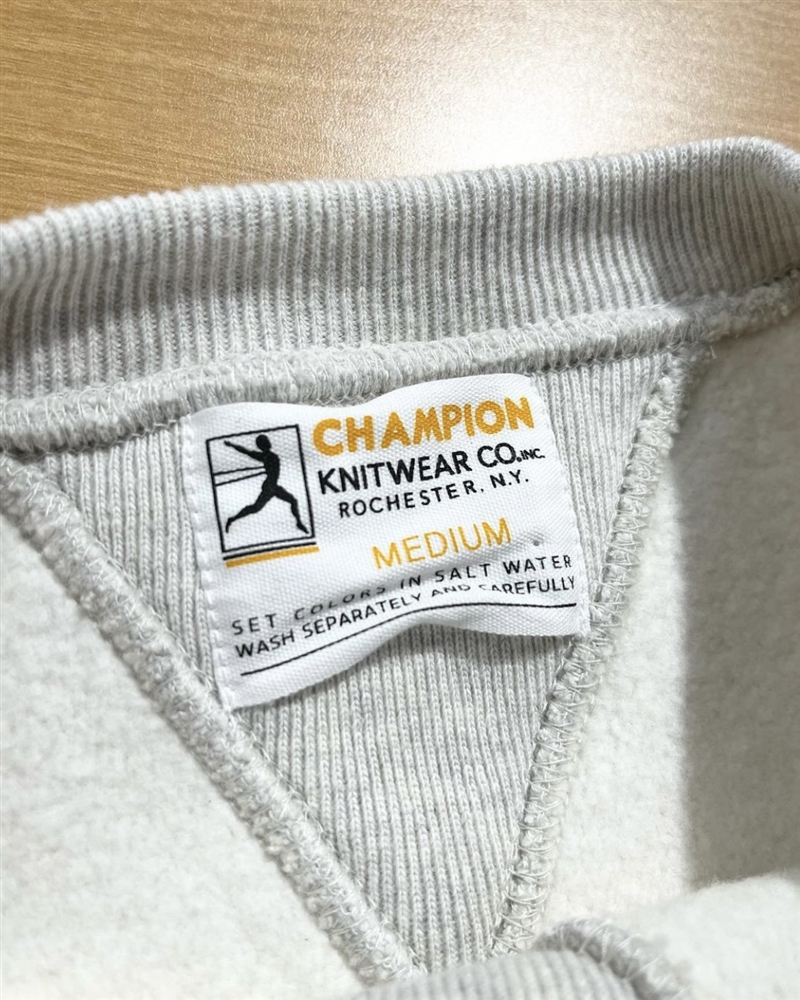 CHAMPION
KNITWEAR CO.INC.
ROCHESTER, N.Y.
MEDIUM
SET COLORS IN SALT WATER
WASH SEPARATELY AND CAREFULLY